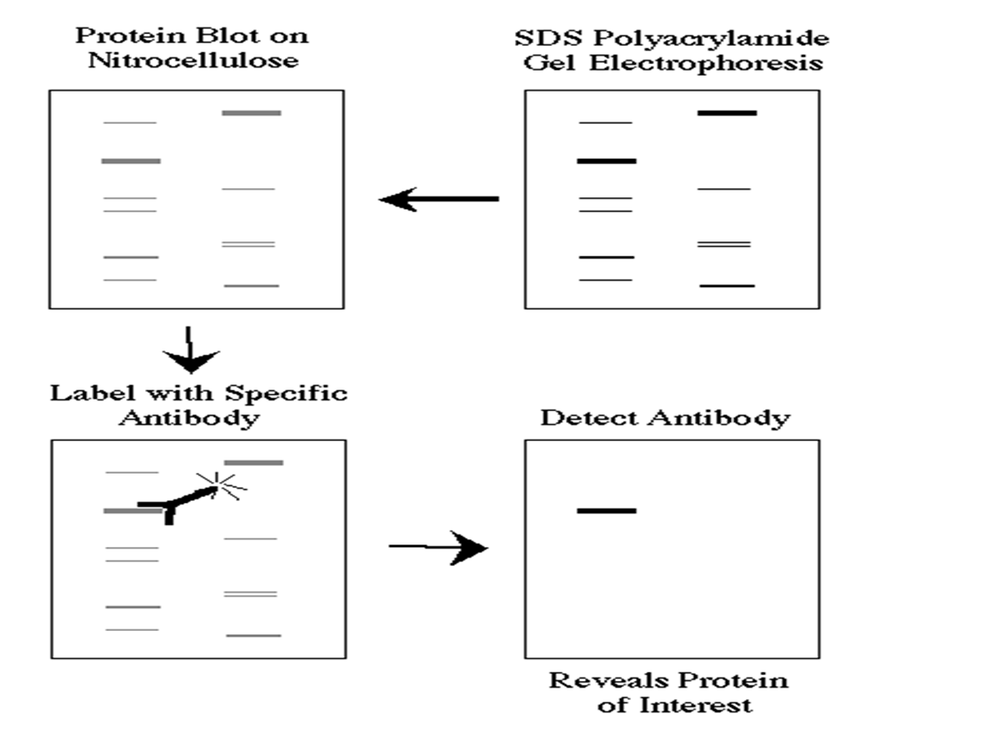 Protein Blot on
Nitrocellulose
SDS Polyacrylamide
Gel Electrophoresis
Label with Specific
Antibody
Detect Antibody
Reveals Protein
of Interest